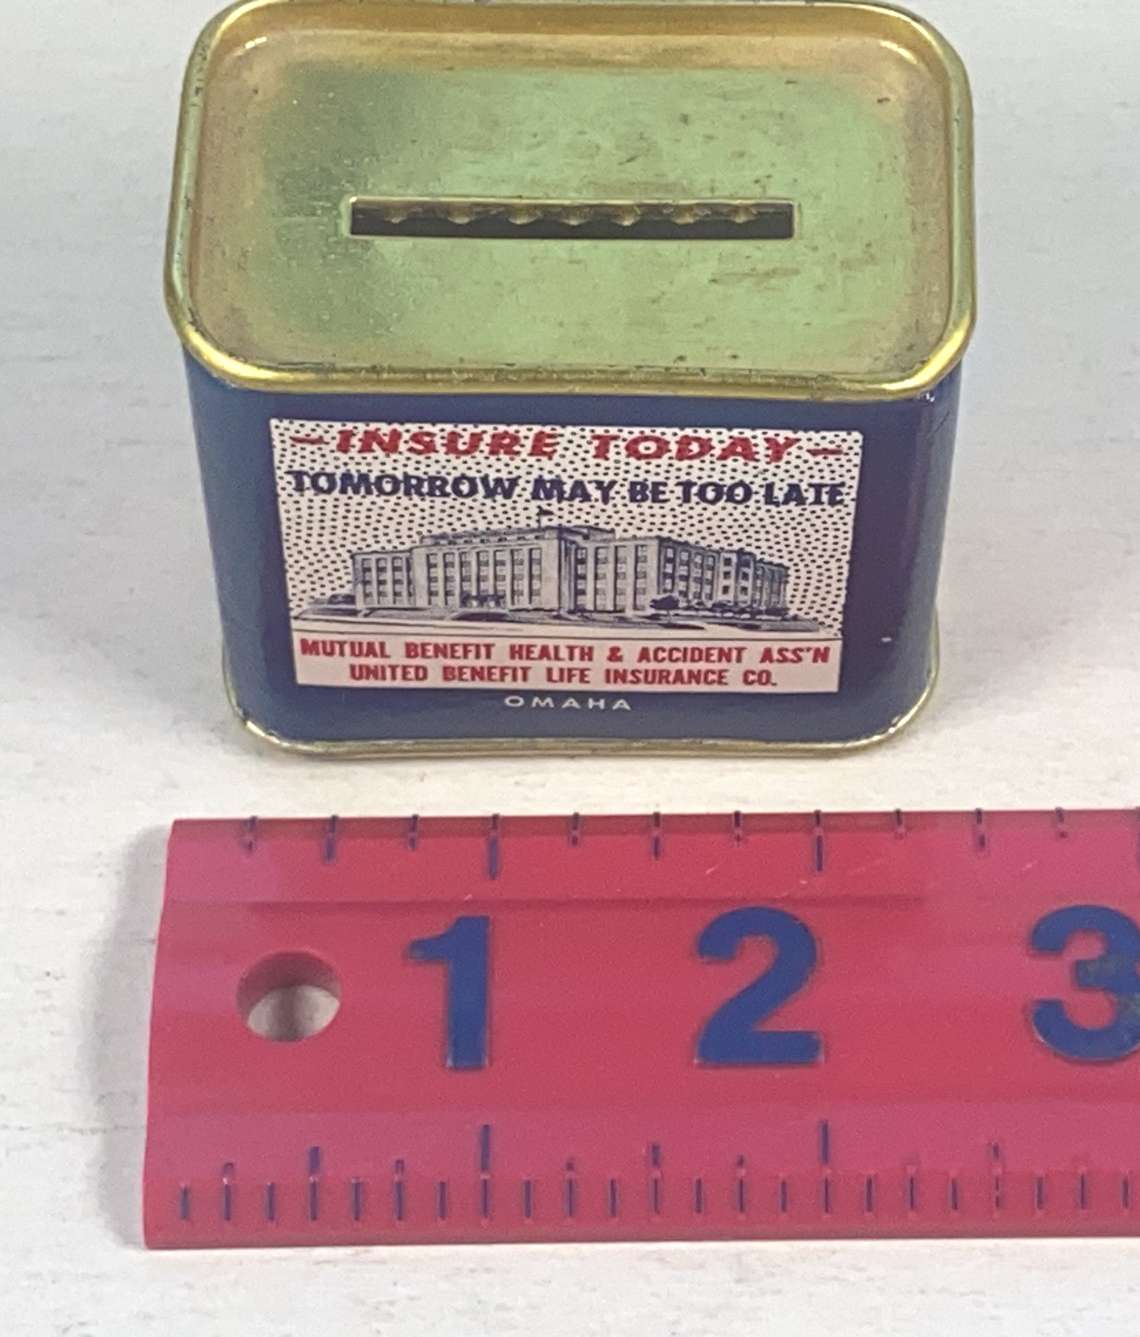 -INSURE TODAY-
TOMORROW MAY BE TOO LATE
MUTUAL BENEFIT HEALTH & ACCIDENT ASS'N
UNITED BENEFIT LIFE INSURANCE CO.
OMAHA
1 2 3